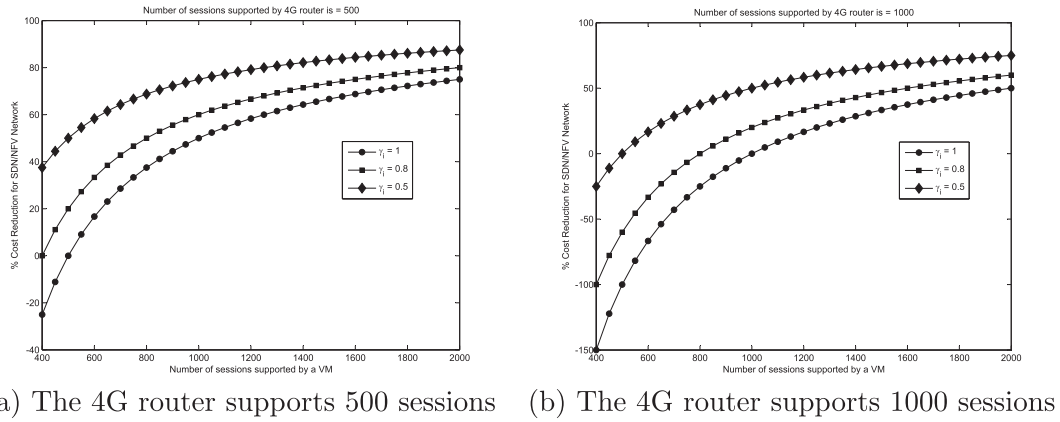 Number of sessions supported by 4G router is = 500
% Cost Reduction for SDN/NFV Network
100
80
60
40
20
0
-20
-40
γi = 1
γi = 0.8
γi = 0.5
400 600 800 1000 1200 1400 1600 1800 2000
Number of sessions supported by a VM
a) The 4G router supports 500 sessions
Number of sessions supported by 4G router is = 1000
% Cost Reduction for SDN/NFV Network
100
50
0
-50
-100
-150
γi = 1
γi = 0.8
γi = 0.5
400 600 800 1000 1200 1400 1600 1800 2000
Number of sessions supported by a VM
(b) The 4G router supports 1000 sessions